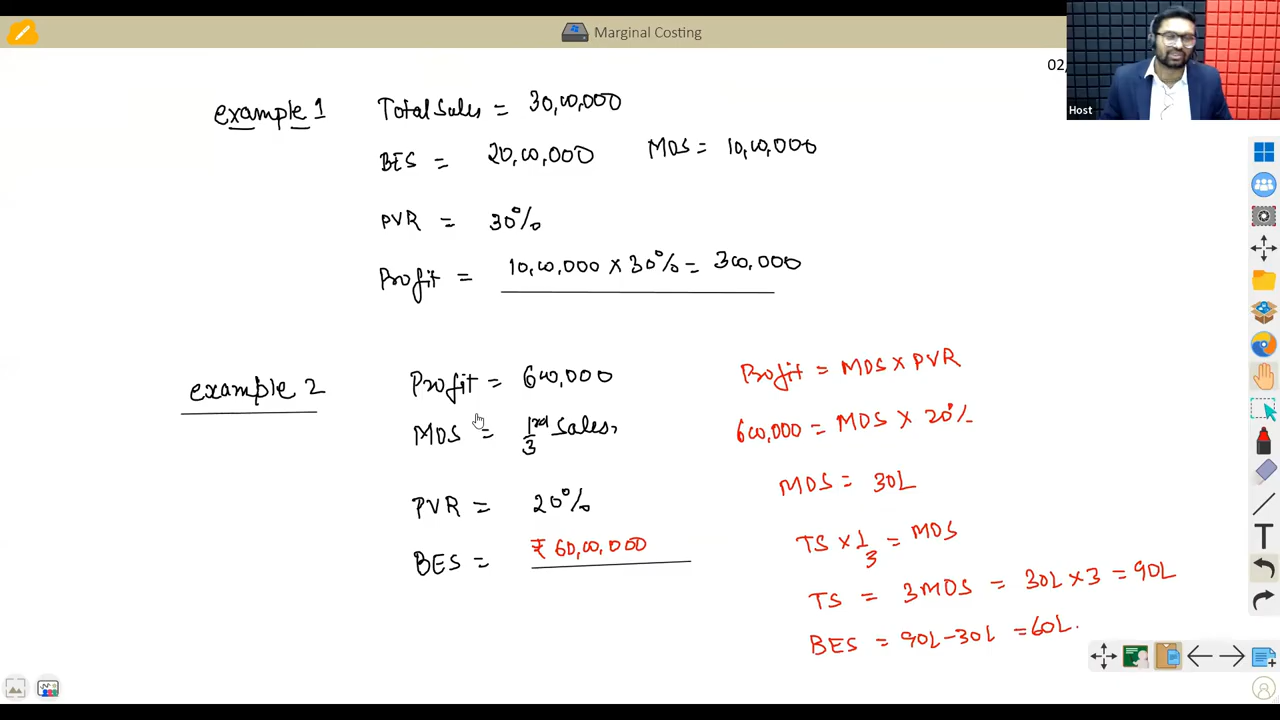 Marginal Costing
02/
Host
example 1 Total Sales = 30,00,000
BES = 20,00,000 MOS = 10,00,000
PVR = 30%
Profit = 10,00,000 × 30% = 300,000
example 2 Profit = 600,000
MOS = 1/3 rd Sales,
PVR = 20%
BES = ₹ 60,00,000
Profit = MOS × PVR
600,000 = MOS × 20%
MOS = 30L
TS × 1/3 = MOS
TS = 3MOS = 30L × 3 = 90L
BES = 90L - 30L = 60L.
T